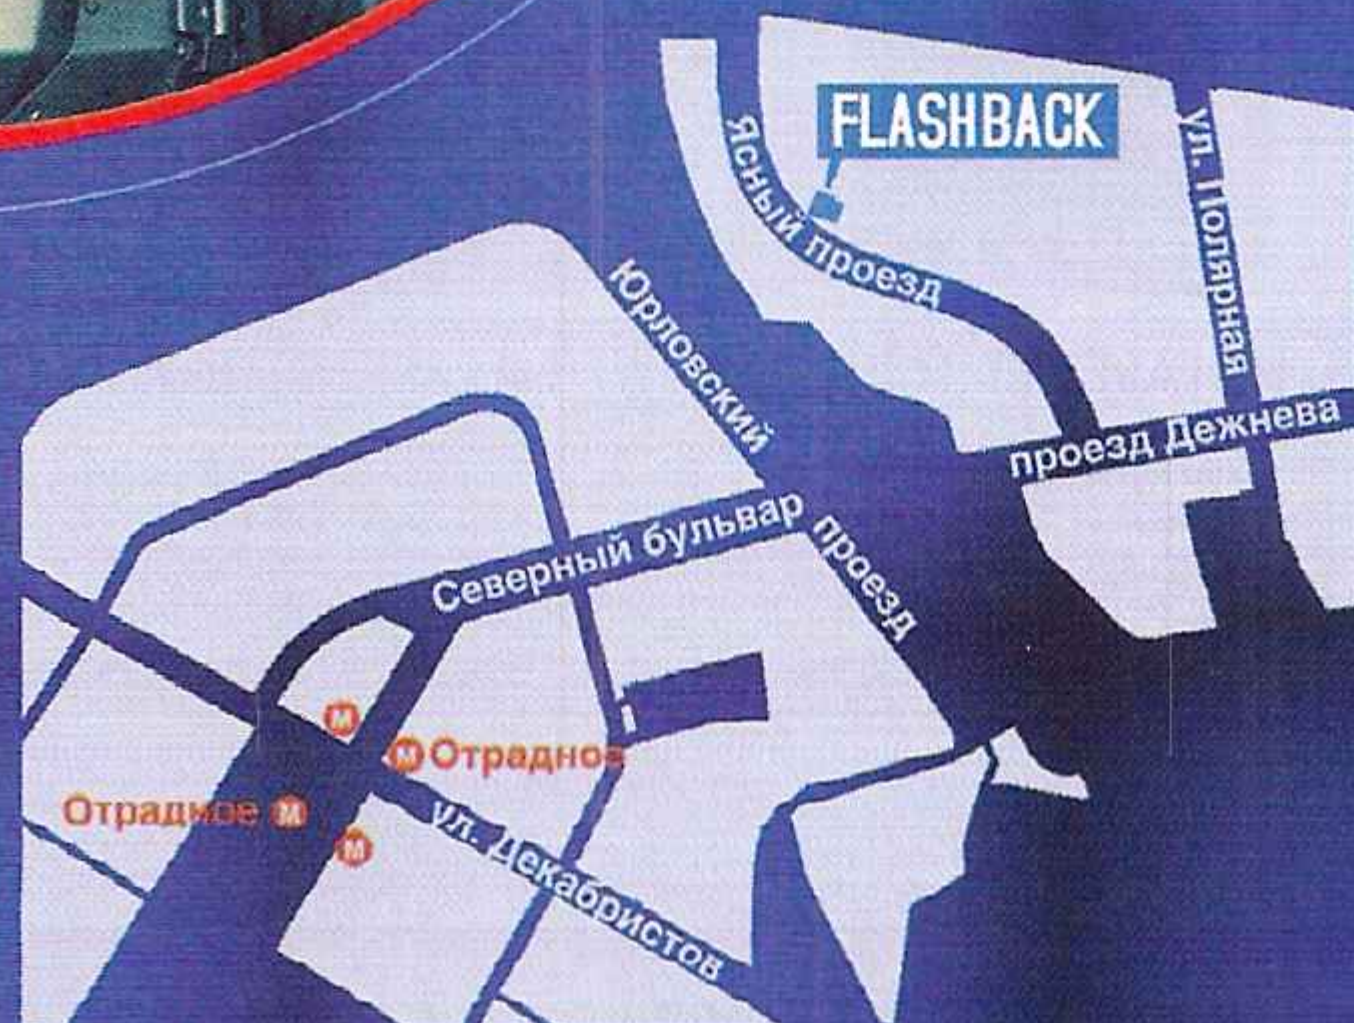 FLASHBACK
Ясный проезд
ул. Полярная
Юрловский проезд
проезд Дежнева
Северный бульвар
М
М Отрадное
Отрадное М
М
ул. Декабристов